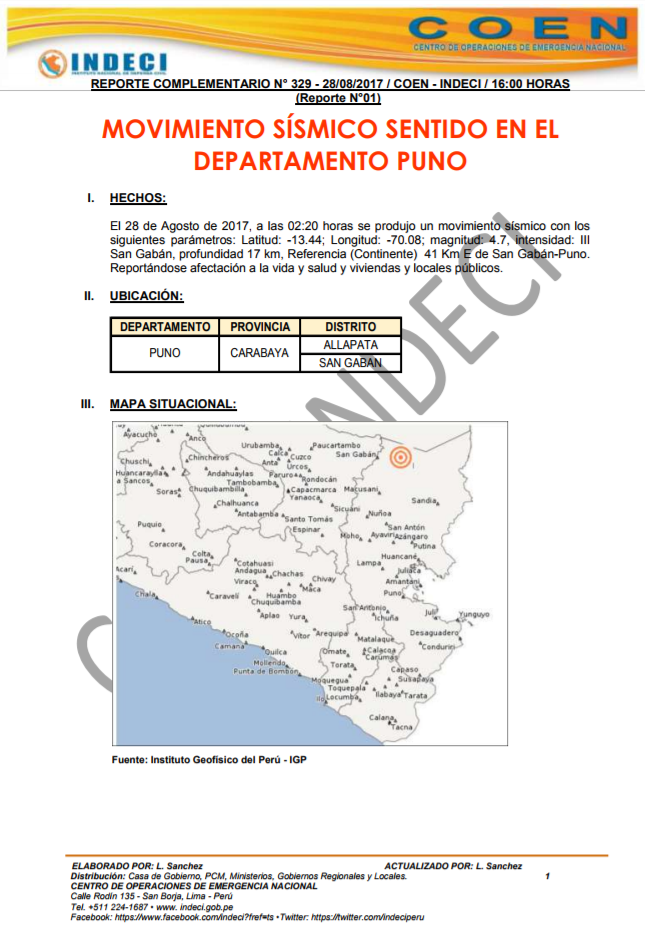 COEN
CENTRO DE OPERACIONES DE EMERGENCIA NACIONAL
INDECI
INSTITUTO NACIONAL DE DEFENSA CIVIL
REPORTE COMPLEMENTARIO N° 329 - 28/08/2017 / COEN - INDECI / 16:00 HORAS
(Reporte N°01)
MOVIMIENTO SÍSMICO SENTIDO EN EL
DEPARTAMENTO PUNO
I. HECHOS:
El 28 de Agosto de 2017, a las 02:20 horas se produjo un movimiento sísmico con los
siguientes parámetros: Latitud: -13.44; Longitud: -70.08; magnitud: 4.7, intensidad: III
San Gabán, profundidad 17 km, Referencia (Continente) 41 Km E de San Gabán-Puno.
Reportándose afectación a la vida y salud y viviendas y locales públicos.
II. UBICACIÓN:
DEPARTAMENTO PROVINCIA DISTRITO
PUNO CARABAYA ALLAPATA
SAN GABAN
III. MAPA SITUACIONAL:
Ayacucho
Anco
Urubamba
Paucartambo
Calca
Cuzco
San Gabán
Chuschi
Chincheros
Anta
Urcos
Huancaraylla
Andahuaylas
Paruro
Rondocán
a Sancos
Tambobamba
Soras
Chuquibambilla
Capacmarca
Macusani
Yanaoca
Chalhuanca
Sicuani
Sandia
Antabamba
Santo Tomás
Nuñoa
Puquio
Espinar
San Antón
Moho
Ayaviri
Azángaro
Coracora
Putina
Colta
Pausa
Cotahuasi
Lampa
Huancané
Acarí
Andagua
Chachas
Juliaca
Viraco
Chivay
Amantaní
Chala
Caravelí
Huambo
Maca
Puno
Chuquibamba
San Antonio
Aplao
Yura
Ichuña
Juli
Yunguyo
Atico
Ocoña
Vitor
Arequipa
Matalaque
Desaguadero
Camaná
Quilca
Omate
Calacoa
Conduriri
Mollendo
Carumas
Punta de Bombón
Torata
Capaso
Moquegua
Susapaya
Toquepala
Ilo
Locumba
Ilabaya
Tarata
Calana
Tacna
Fuente: Instituto Geofísico del Perú - IGP
ELABORADO POR: L. Sanchez ACTUALIZADO POR: L. Sanchez
Distribución: Casa de Gobierno, PCM, Ministerios, Gobiernos Regionales y Locales. 1
CENTRO DE OPERACIONES DE EMERGENCIA NACIONAL
Calle Rodin 135 - San Borja, Lima - Perú
Tel. +511 224-1687 • www. indeci.gob.pe
Facebook: https://www.facebook.com/indeci?fref=ts • Twitter: https://twitter.com/indeciperu